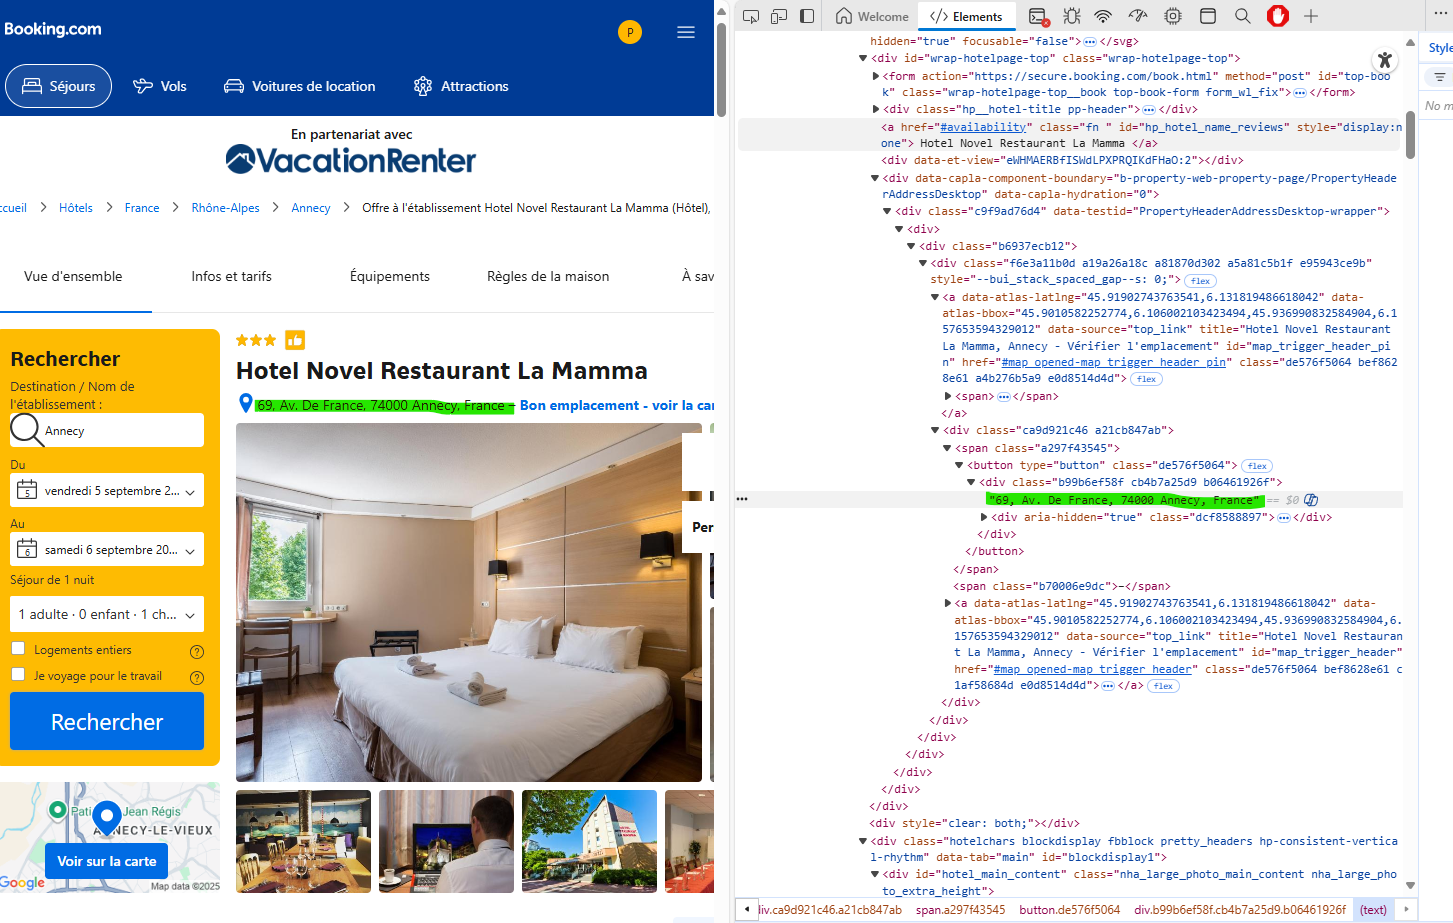 Booking.com
P
Séjours
Vols
Voitures de location
Attractions
En partenariat avec
VacationRenter
ccueil > Hôtels > France > Rhône-Alpes > Annecy > Offre à l'établissement Hotel Novel Restaurant La Mamma (Hôtel),
Vue d'ensemble
Infos et tarifs
Équipements
Règles de la maison
À sav
Rechercher
Destination / Nom de
l'établissement :
Annecy
Du
5
vendredi 5 septembre 2...
Au
6
samedi 6 septembre 20...
Séjour de 1 nuit
1 adulte · 0 enfant · 1 ch...
Logements entiers
Je voyage pour le travail
Rechercher
Hotel Novel Restaurant La Mamma
69, Av. De France, 74000 Annecy, France – Bon emplacement - voir la car
Per
Jean Régis
ANNECY-LE-VIEUX
Voir sur la carte
Google
Map data ©2025
Welcome
</> Elements
Style
No m
hidden="true" focusable="false">…</svg>
<div id="wrap-hotelpage-top" class="wrap-hotelpage-top">
<form action="https://secure.booking.com/book.html" method="post" id="top-boo
k" class="wrap-hotelpage-top__book top-book-form form_wl_fix">…</form>
<div class="hp__hotel-title pp-header">…</div>
<a href="#availability" class="fn " id="hp_hotel_name_reviews" style="display:n
one"> Hotel Novel Restaurant La Mamma </a>
<div data-et-view="eWHMAERBfISWdLPXPRQIKdFHaO:2"></div>
<div data-capla-component-boundary="b-property-web-property-page/PropertyHeade
rAddressDesktop" data-capla-hydration="0">
<div class="c9f9ad76d4" data-testid="PropertyHeaderAddressDesktop-wrapper">
<div>
<div class="b6937ecb12">
<div class="f6e3a11b0d a19a26a18c a81870d302 a5a81c5b1f e95943ce9b"
style="--bui_stack_spaced_gap--s: 0;"> flex
<a data-atlas-latlng="45.91902743763541,6.131819486618042" data-
atlas-bbox="45.9010582252774,6.106002103423494,45.936990832584904,6.1
57653594329012" data-source="top_link" title="Hotel Novel Restaurant
La Mamma, Annecy - Vérifier l'emplacement" id="map_trigger_header_pi
n" href="#map_opened-map_trigger_header_pin" class="de576f5064 bef862
8e61 a4b276b5a9 e0d8514d4d"> flex
<span>…</span>
</a>
<div class="ca9d921c46 a21cb847ab">
<span class="a297f43545">
<button type="button" class="de576f5064"> flex
<div class="b99b6ef58f cb4b7a25d9 b06461926f">
… "69, Av. De France, 74000 Annecy, France" == $0
<div aria-hidden="true" class="dcf8588897">…</div>
</div>
</button>
</span>
<span class="b70006e9dc">–</span>
<a data-atlas-latlng="45.91902743763541,6.131819486618042" data-
atlas-bbox="45.9010582252774,6.106002103423494,45.936990832584904,6.
157653594329012" data-source="top_link" title="Hotel Novel Restauran
t La Mamma, Annecy - Vérifier l'emplacement" id="map_trigger_header"
href="#map_opened-map_trigger_header" class="de576f5064 bef8628e61 c
1af58684d e0d8514d4d">…</a> flex
</div>
</div>
</div>
</div>
</div>
</div>
</div>
<div style="clear: both;"></div>
<div class="hotelchars blockdisplay fbblock pretty_headers hp-consistent-vertica
l-rhythm" data-tab="main" id="blockdisplay1">
<div id="hotel_main_content" class="nha_large_photo_main_content nha_large_pho
to_extra_height">
div.ca9d921c46.a21cb847ab
span.a297f43545
button.de576f5064
div.b99b6ef58f.cb4b7a25d9.b06461926f
(text)